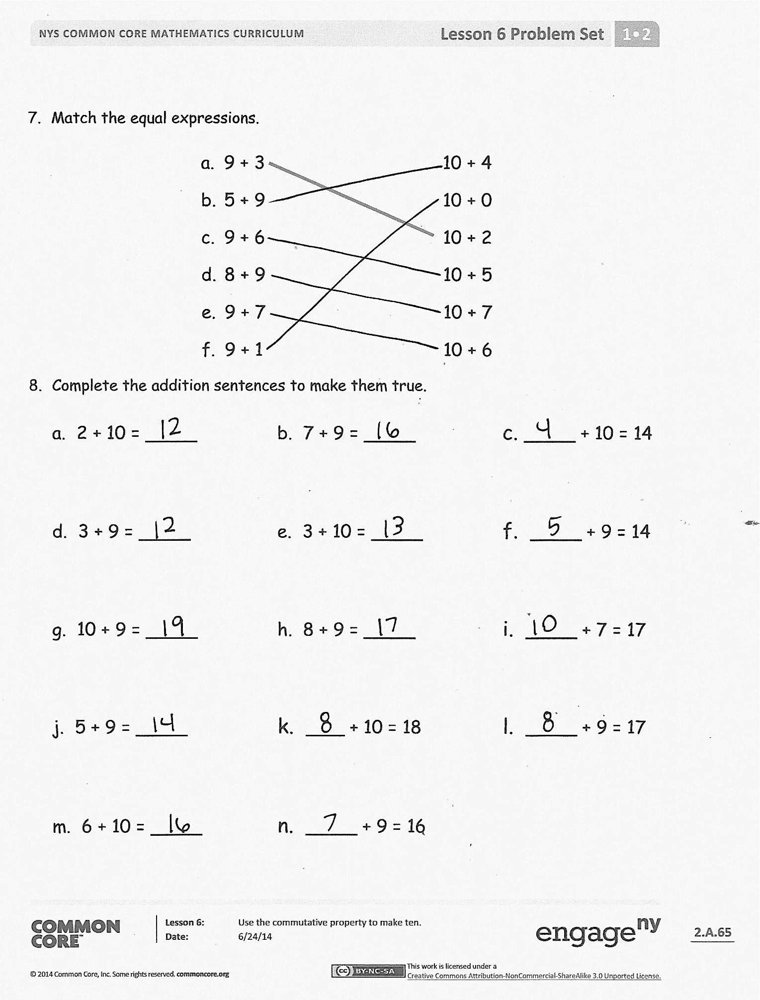 NYS COMMON CORE MATHEMATICS CURRICULUM Lesson 6 Problem Set 1•2
7. Match the equal expressions.
a. 9 + 3 10 + 4
b. 5 + 9 10 + 0
c. 9 + 6 10 + 2
d. 8 + 9 10 + 5
e. 9 + 7 10 + 7
f. 9 + 1 10 + 6
8. Complete the addition sentences to make them true.
a. 2 + 10 = 12 b. 7 + 9 = 16 c. 4 + 10 = 14
d. 3 + 9 = 12 e. 3 + 10 = 13 f. 5 + 9 = 14
g. 10 + 9 = 19 h. 8 + 9 = 17 i. 10 + 7 = 17
j. 5 + 9 = 14 k. 8 + 10 = 18 l. 8 + 9 = 17
m. 6 + 10 = 16 n. 7 + 9 = 16
COMMON CORE™
Lesson 6: Use the commutative property to make ten.
Date: 6/24/14
engageny
2.A.65
© 2014 Common Core, Inc. Some rights reserved. commoncore.org
cc BY-NC-SA
This work is licensed under a
Creative Commons Attribution-NonCommercial-ShareAlike 3.0 Unported License.